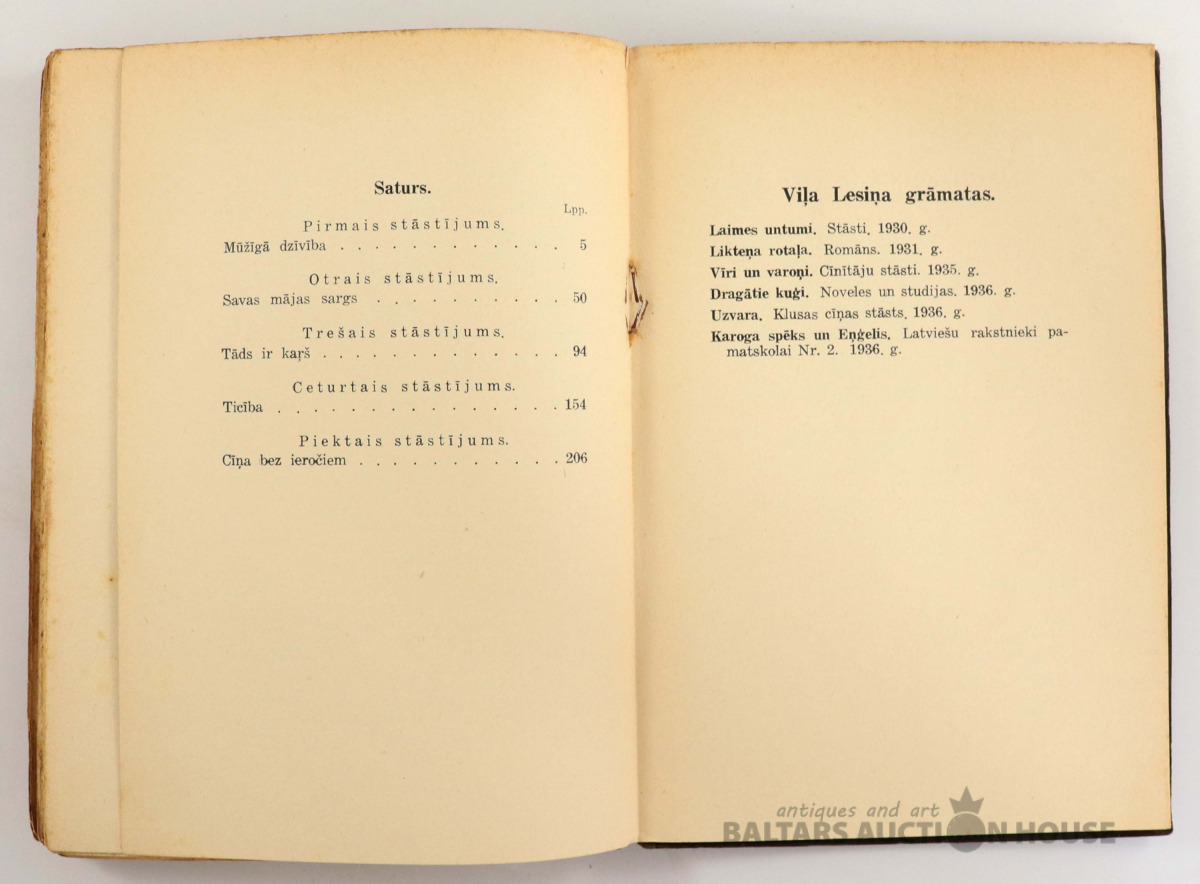 Saturs.
Lpp.
Pirmais stāstījums.
Mūžīgā dzīvība . . . . . . . . . . . . 5
Otrais stāstījums.
Savas mājas sargs . . . . . . . . . . 50
Trešais stāstījums.
Tāds ir kaŗš . . . . . . . . . . . . . 94
Ceturtais stāstījums.
Ticība . . . . . . . . . . . . . . . 154
Piektais stāstījums.
Cīņa bez ieročiem . . . . . . . . . . . 206
Viļa Lesiņa grāmatas.
Laimes untumi. Stāsti. 1930. g.
Likteņa rotaļa. Romāns. 1931. g.
Vīri un varoņi. Cīnītāju stāsti. 1935. g.
Dragātie kuģi. Noveles un studijas. 1936. g.
Uzvara. Klusas cīņas stāsts. 1936. g.
Karoga spēks un Eņģelis. Latviešu rakstnieki pa-
matskolai Nr. 2. 1936. g.
antiques and art
BALTARS AUCTION HOUSE